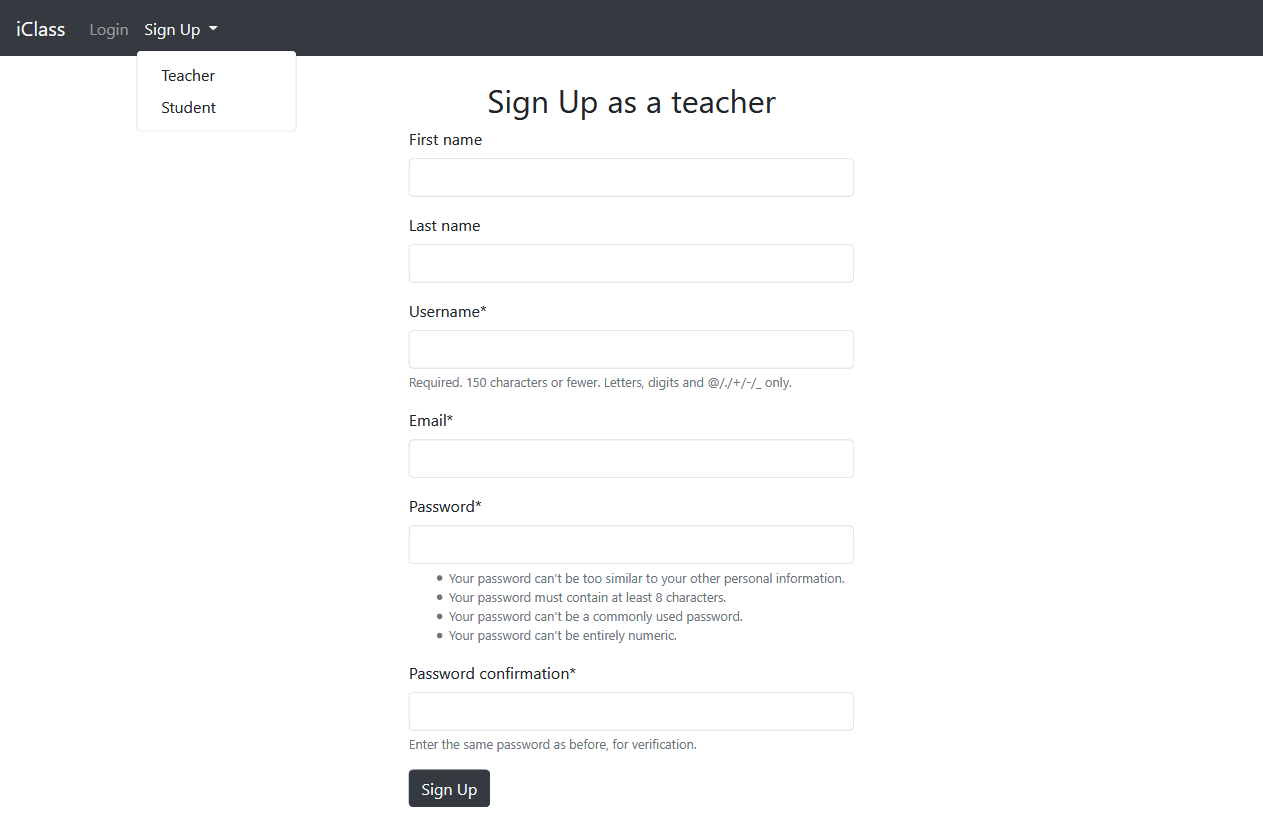 iClass Login Sign Up
Teacher
Student
Sign Up as a teacher
First name
Last name
Username*
Required. 150 characters or fewer. Letters, digits and @/./+/-/_ only.
Email*
Password*
Your password can't be too similar to your other personal information.
Your password must contain at least 8 characters.
Your password can't be a commonly used password.
Your password can't be entirely numeric.
Password confirmation*
Enter the same password as before, for verification.
Sign Up